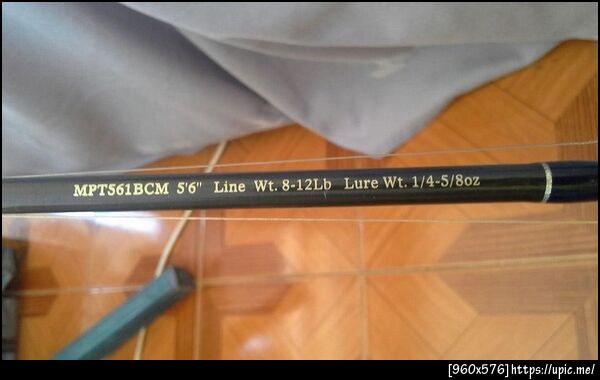 MPT561BCM 5'6" Line Wt. 8-12Lb Lure Wt. 1/4-5/8oz
[960x576]https://upic.me/